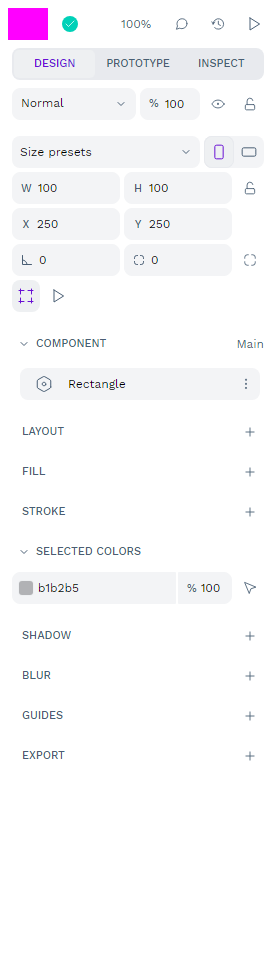 100%
DESIGN PROTOTYPE INSPECT
Normal % 100
Size presets
W 100 H 100
X 250 Y 250
0 0
COMPONENT Main
Rectangle
LAYOUT
FILL
STROKE
SELECTED COLORS
b1b2b5 % 100
SHADOW
BLUR
GUIDES
EXPORT